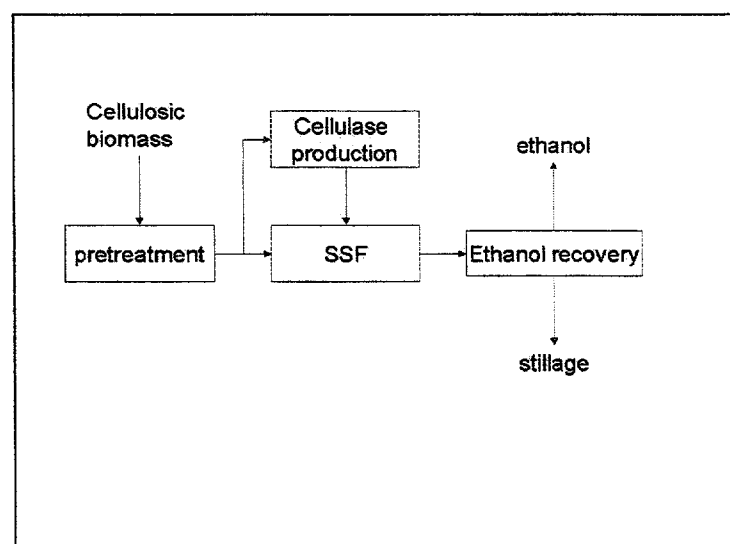 Cellulosic
biomass
Cellulase
production
ethanol
pretreatment
SSF
Ethanol recovery
stillage